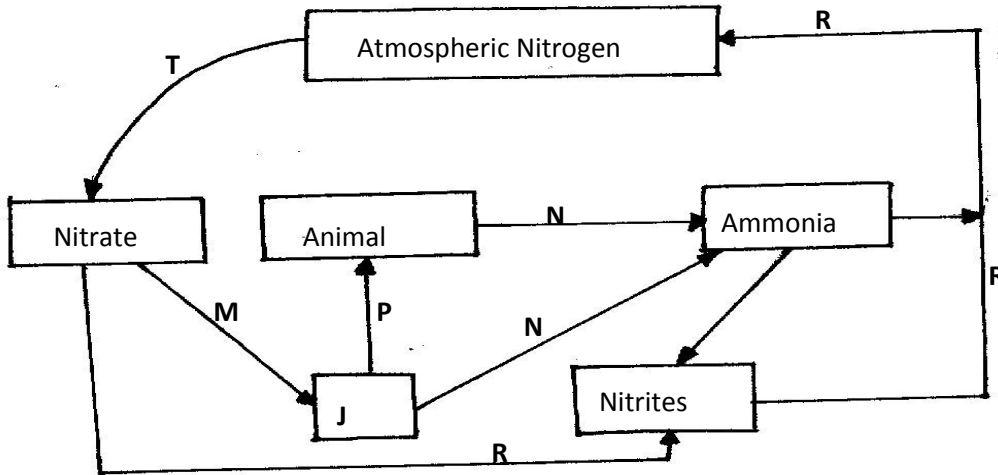 R
Atmospheric Nitrogen
T
Nitrate
Animal
N
Ammonia
R
M
P
N
J
Nitrites
R